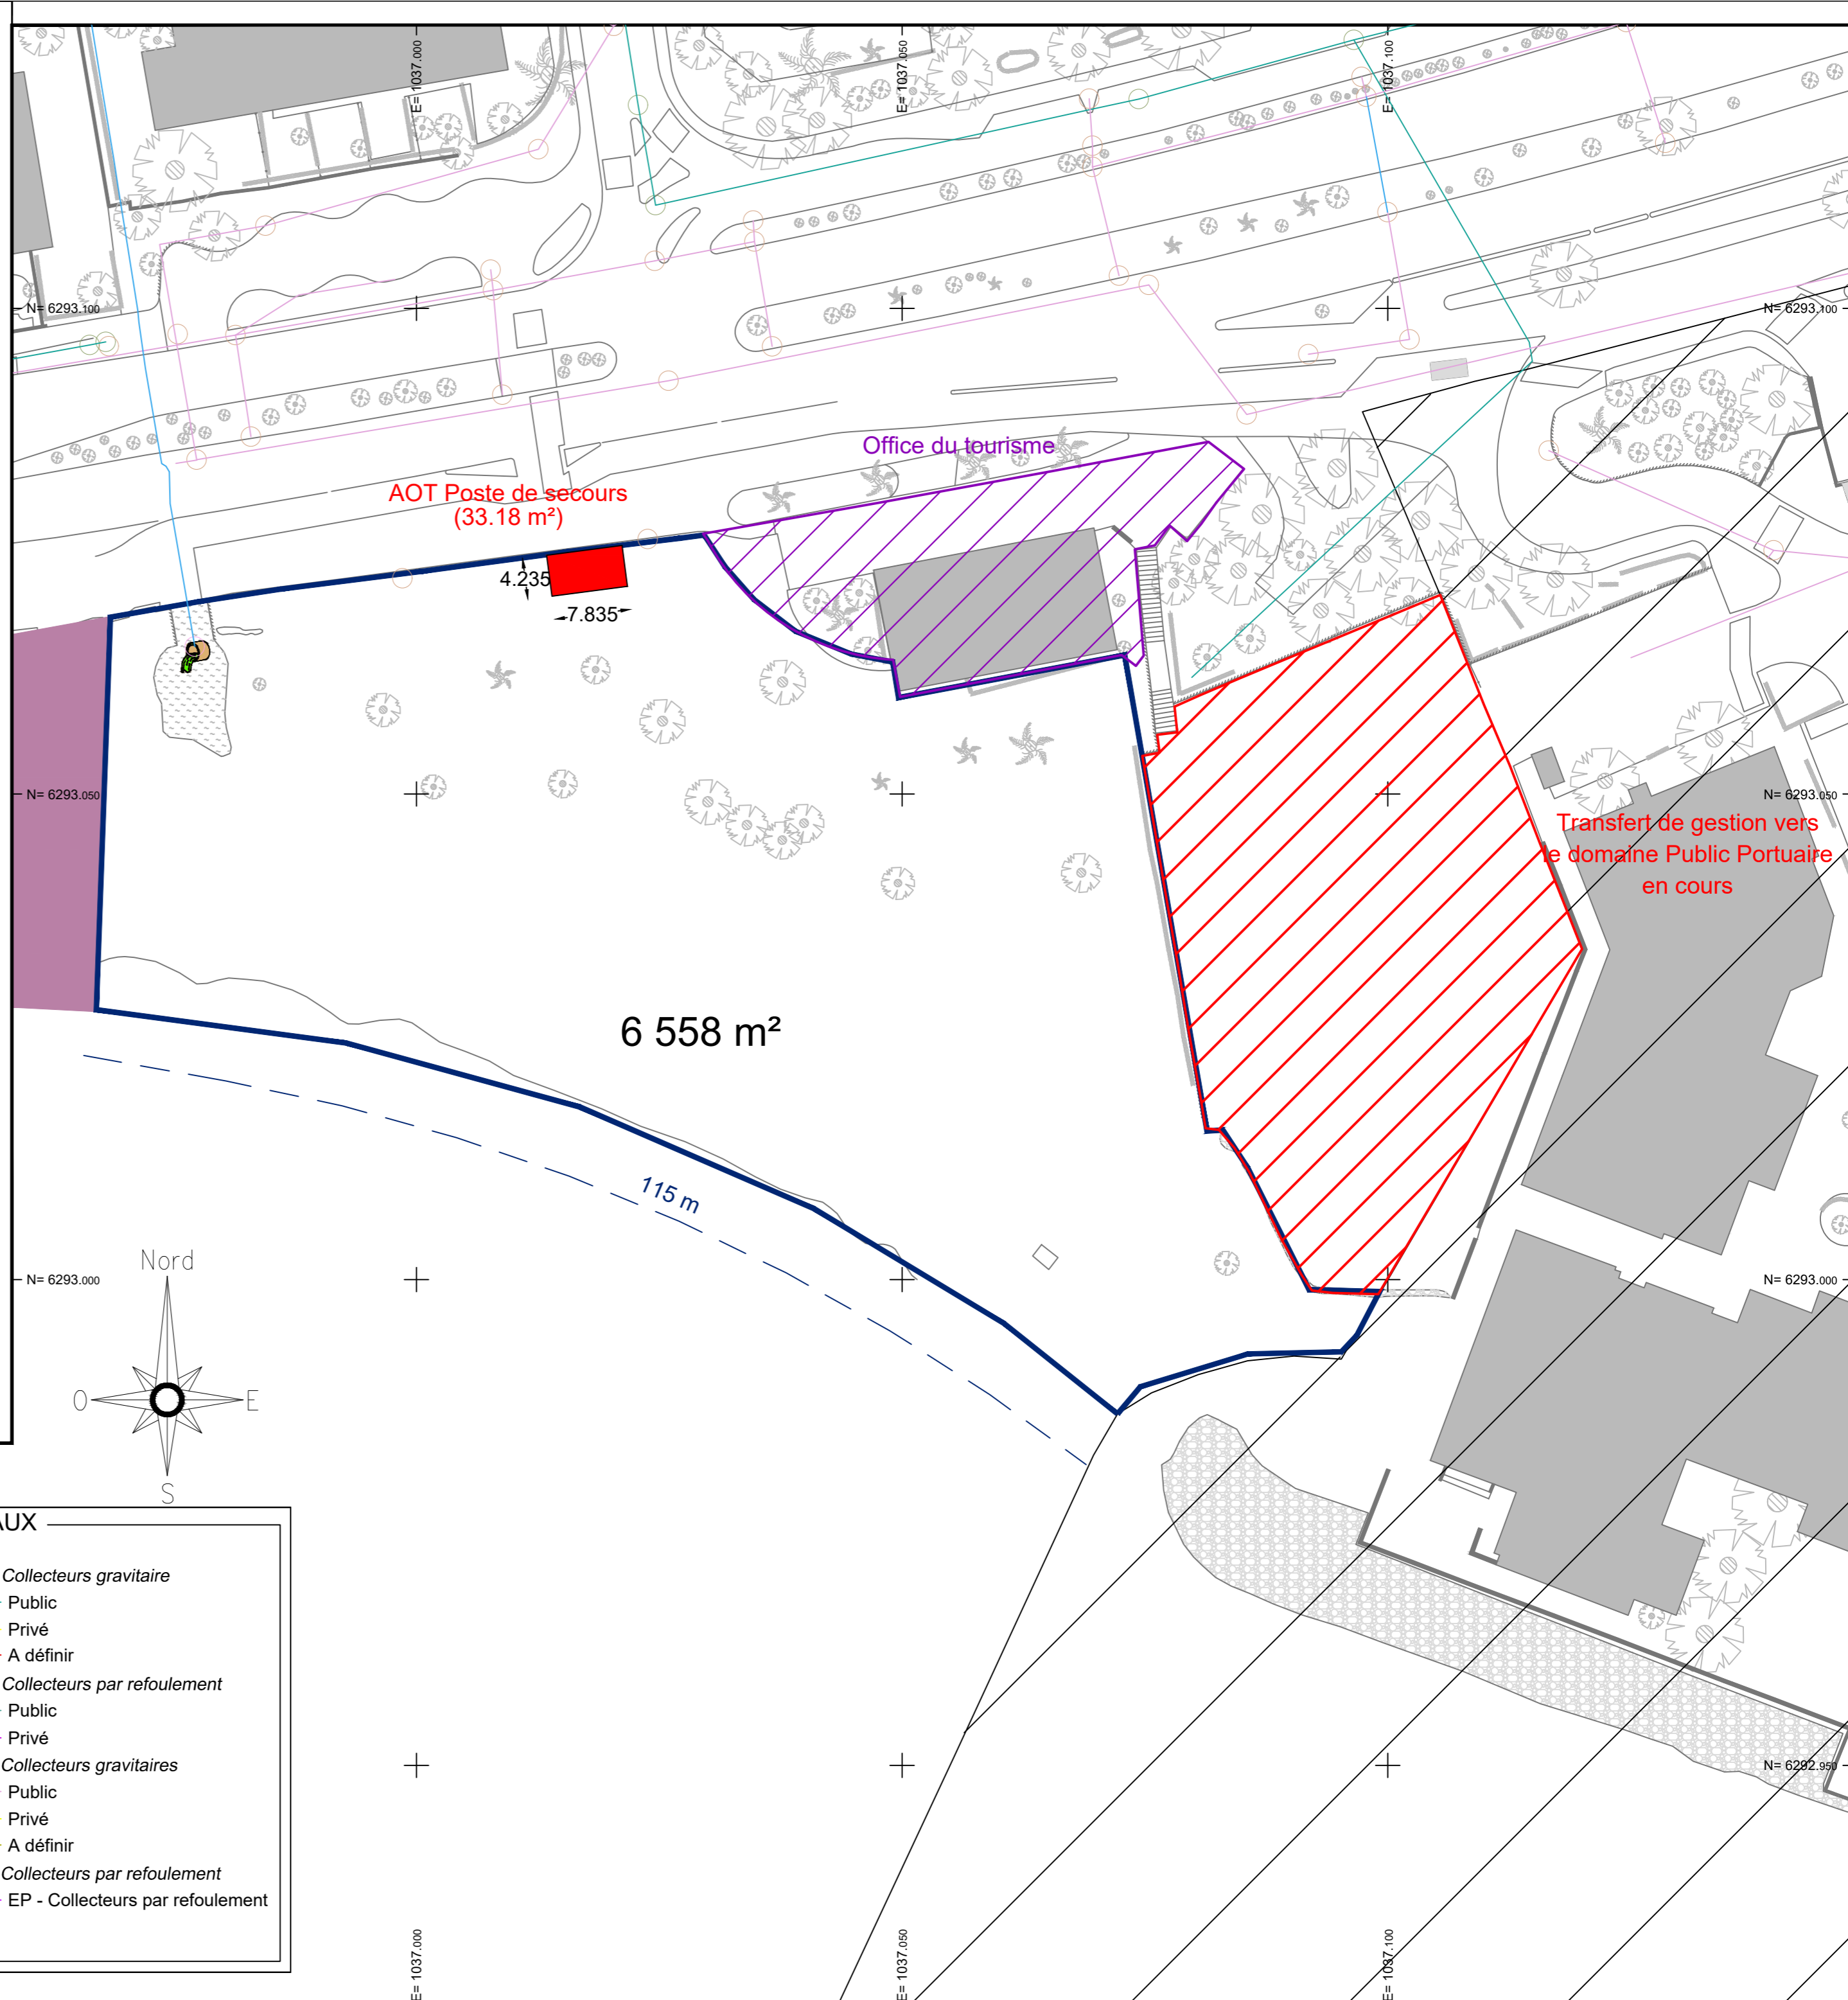 E= 1037.000
E= 1037.050
E= 1037.100
N= 6293.100
N= 6293.100
Office du tourisme
AOT Poste de secours
(33.18 m²)
4.235
7.835
N= 6293.050
N= 6293.050
Transfert de gestion vers
le domaine Public Portuaire
en cours
6 558 m²
115 m
Nord
O
E
S
N= 6293.000
N= 6293.000
AUX
Collecteurs gravitaire
Public
Privé
A définir
Collecteurs par refoulement
Public
Privé
Collecteurs gravitaires
Public
Privé
A définir
Collecteurs par refoulement
EP - Collecteurs par refoulement
N= 6292.950
E= 1037.000
E= 1037.050
E= 1037.100